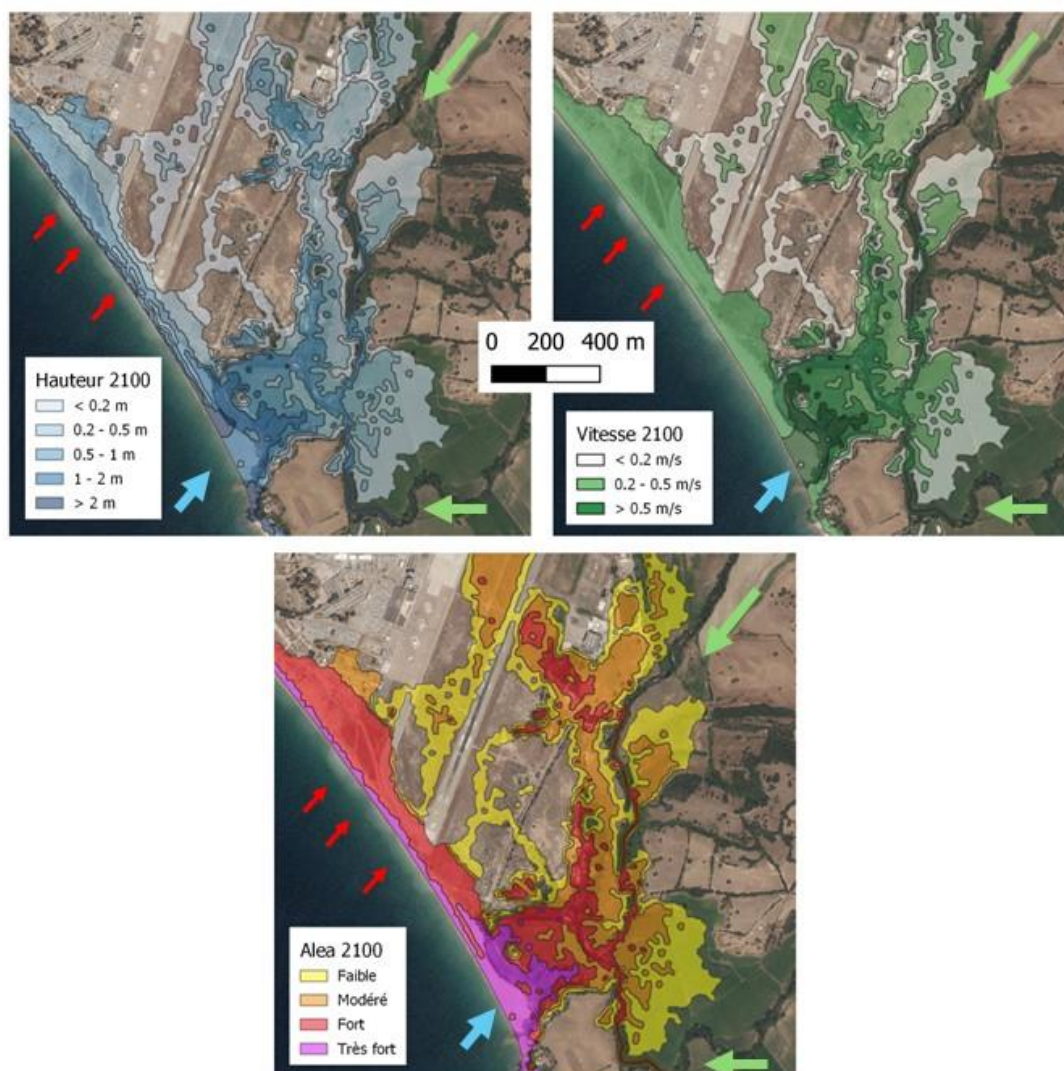 0 200 400 m
Hauteur 2100
< 0.2 m
0.2 - 0.5 m
0.5 - 1 m
1 - 2 m
> 2 m
Vitesse 2100
< 0.2 m/s
0.2 - 0.5 m/s
> 0.5 m/s
Alea 2100
Faible
Modéré
Fort
Très fort